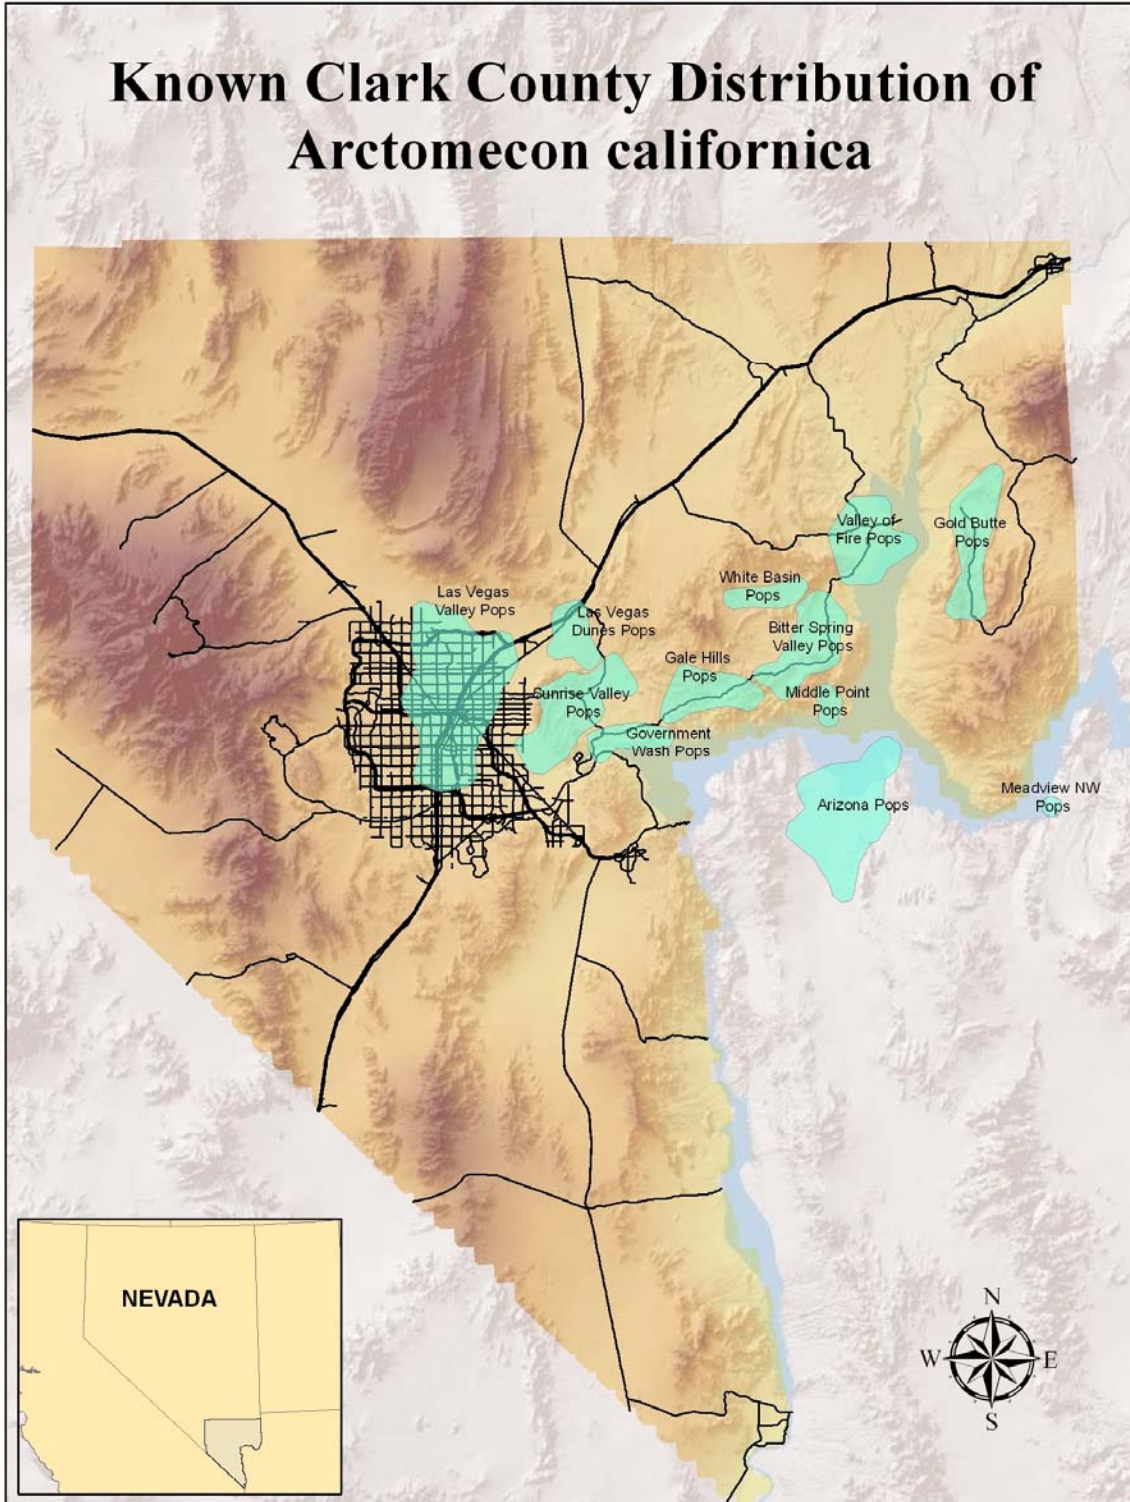 Known Clark County Distribution of
Arctomecon californica
Valley of
Fire Pops
Gold Butte
Pops
White Basin
Pops
Las Vegas
Valley Pops
Las Vegas
Dunes Pops
Bitter Spring
Valley Pops
Gale Hills
Pops
Sunrise Valley
Pops
Middle Point
Pops
Government
Wash Pops
Meadview NW
Pops
Arizona Pops
NEVADA
N
W
E
S